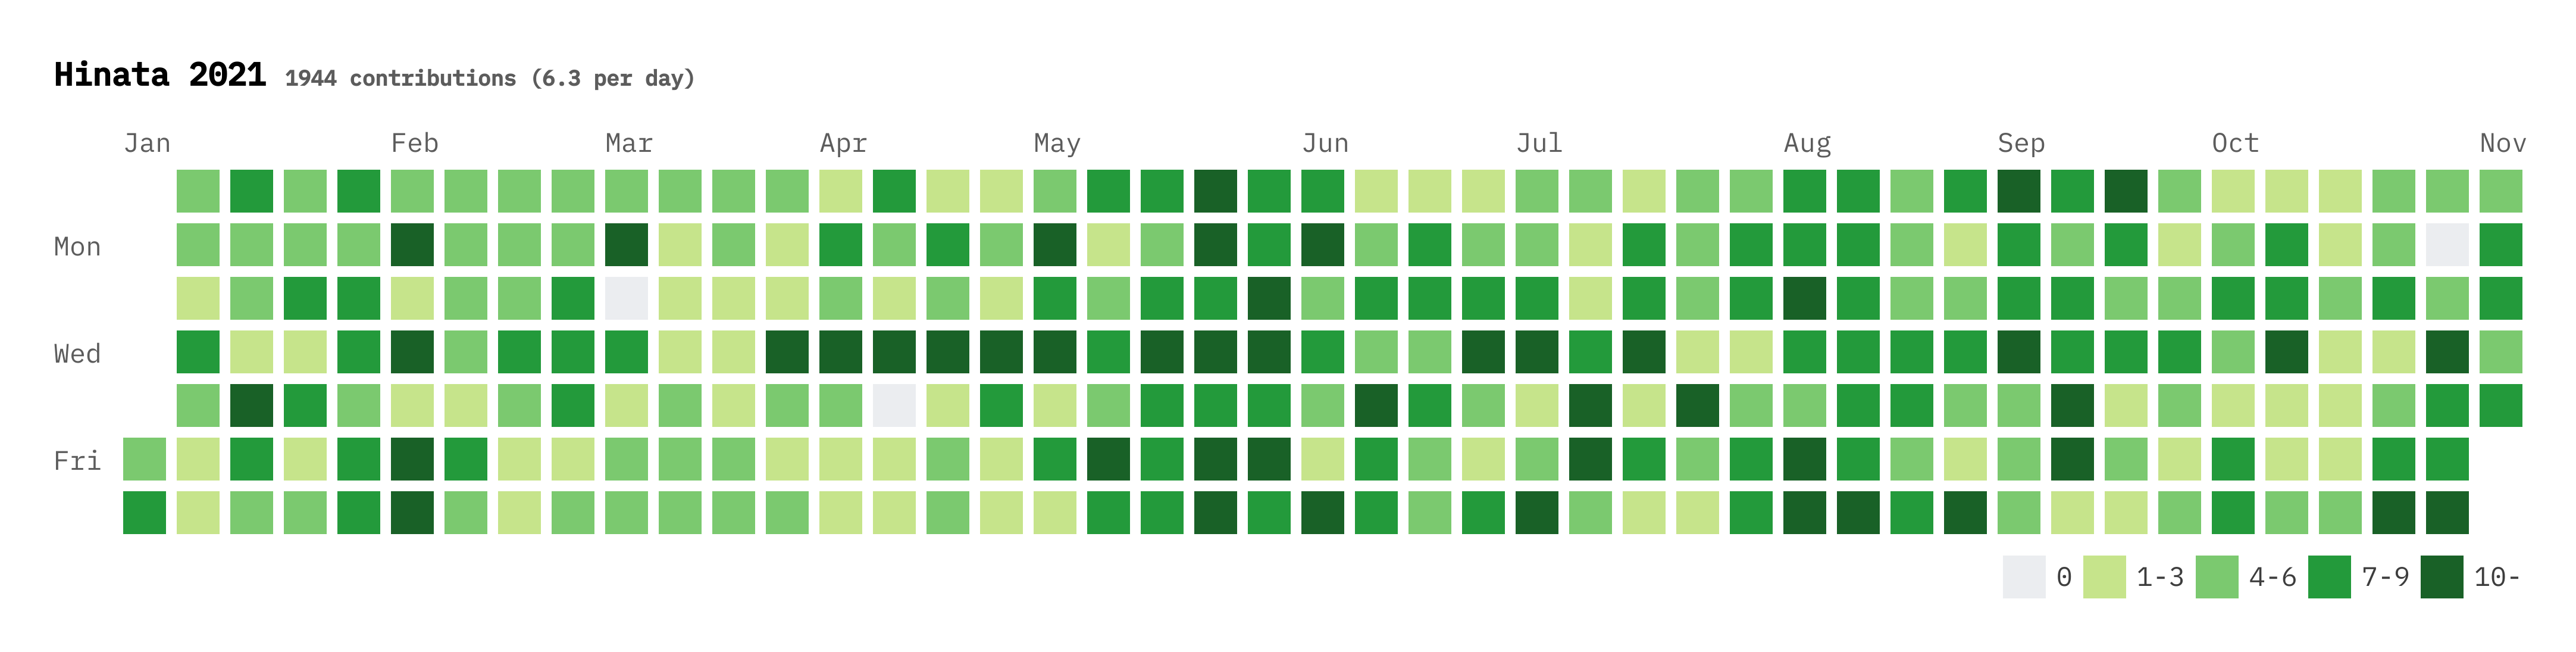 Hinata 2021 1944 contributions (6.3 per day)
Jan Feb Mar Apr May Jun Jul Aug Sep Oct Nov
Mon
Wed
Fri
0 1-3 4-6 7-9 10-